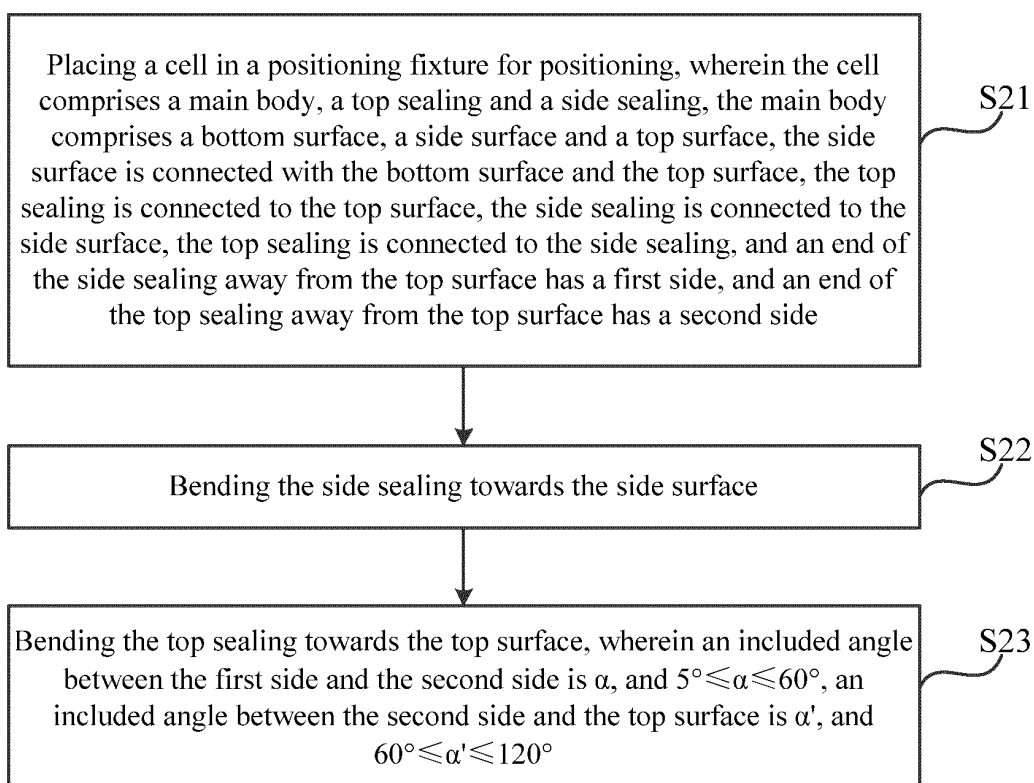 Placing a cell in a positioning fixture for positioning, wherein the cell
comprises a main body, a top sealing and a side sealing, the main body
comprises a bottom surface, a side surface and a top surface, the side
surface is connected with the bottom surface and the top surface, the top
sealing is connected to the top surface, the side sealing is connected to the
side surface, the top sealing is connected to the side sealing, and an end of
the side sealing away from the top surface has a first side, and an end of
the top sealing away from the top surface has a second side
S21
Bending the side sealing towards the side surface
S22
Bending the top sealing towards the top surface, wherein an included angle
between the first side and the second side is α, and 5°≤α≤60°, an
included angle between the second side and the top surface is α', and
60°≤α'≤120°
S23